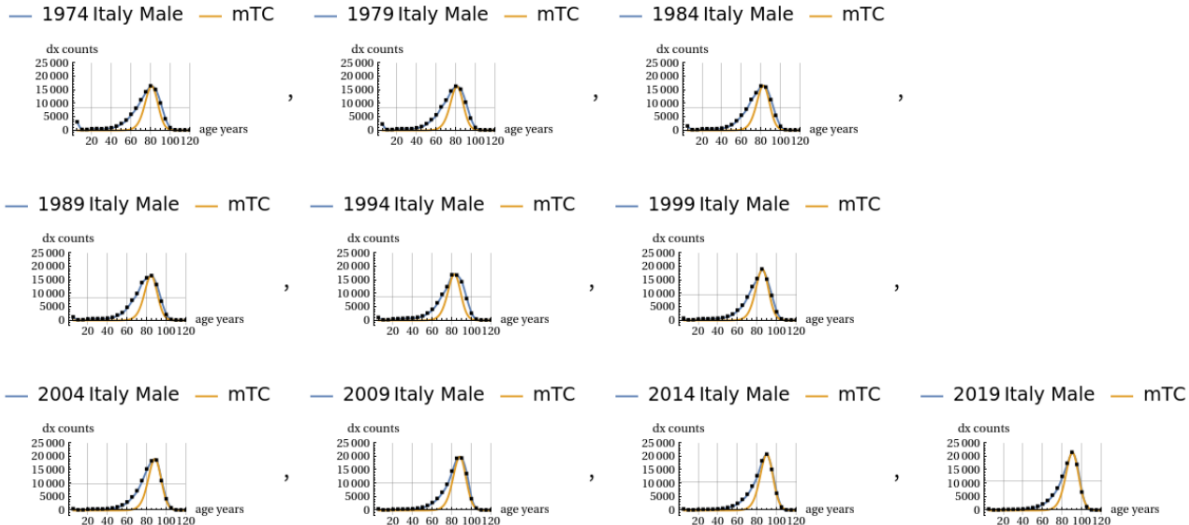 1974 Italy Male mTC 1979 Italy Male mTC 1984 Italy Male mTC
dx counts dx counts dx counts
25 000 25 000 25 000
20 000 20 000 20 000
15 000 15 000 15 000
10 000 , 10 000 , 10 000 ,
5000 5000 5000
0 age years 0 age years 0 age years
20 40 60 80 100 120 20 40 60 80 100 120 20 40 60 80 100 120
1989 Italy Male mTC 1994 Italy Male mTC 1999 Italy Male mTC
dx counts dx counts dx counts
25 000 25 000 25 000
20 000 20 000 20 000
15 000 15 000 15 000
10 000 , 10 000 , 10 000 ,
5000 5000 5000
0 age years 0 age years 0 age years
20 40 60 80 100 120 20 40 60 80 100 120 20 40 60 80 100 120
2004 Italy Male mTC 2009 Italy Male mTC 2014 Italy Male mTC 2019 Italy Male mTC
dx counts dx counts dx counts dx counts
25 000 25 000 25 000 25 000
20 000 20 000 20 000 20 000
15 000 15 000 15 000 15 000
10 000 , 10 000 , 10 000 , 10 000
5000 5000 5000 5000
0 age years 0 age years 0 age years 0 age years
20 40 60 80 100 120 20 40 60 80 100 120 20 40 60 80 100 120 20 40 60 80 100 120